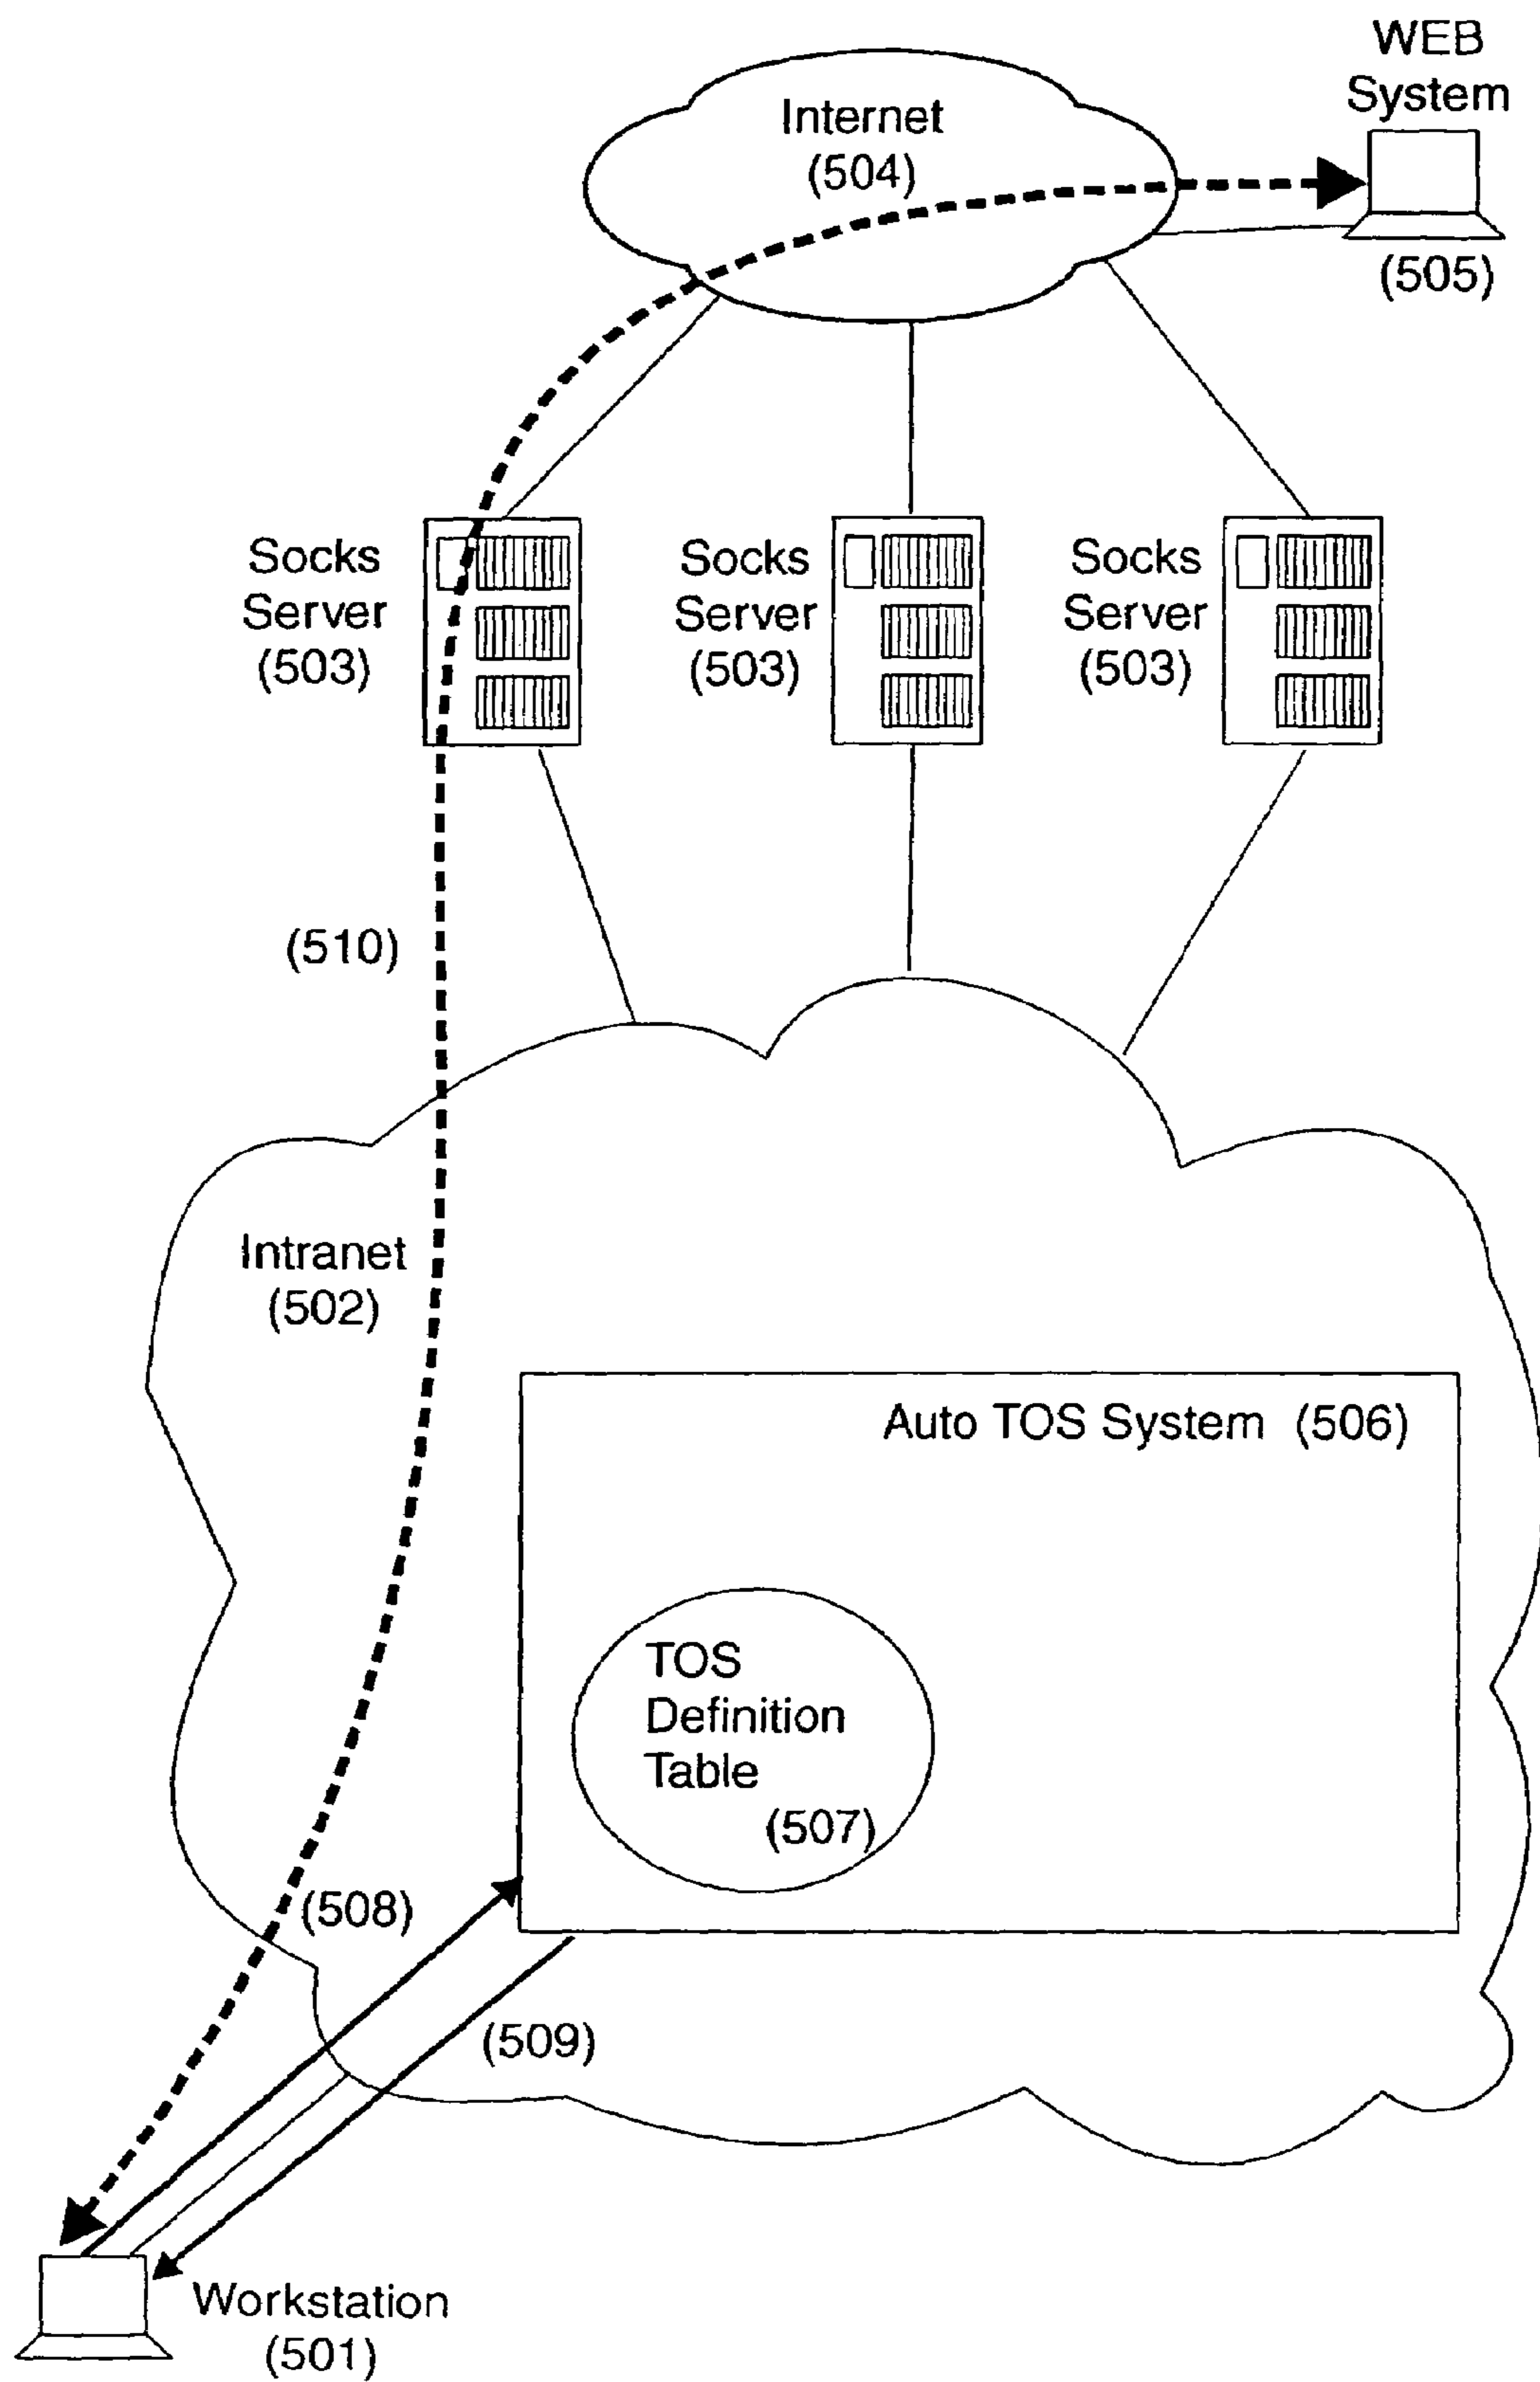 WEB
System
(505)
Internet
(504)
Socks
Server
(503)
Socks
Server
(503)
Socks
Server
(503)
(510)
Intranet
(502)
Auto TOS System (506)
TOS
Definition
Table
(507)
(508)
(509)
Workstation
(501)